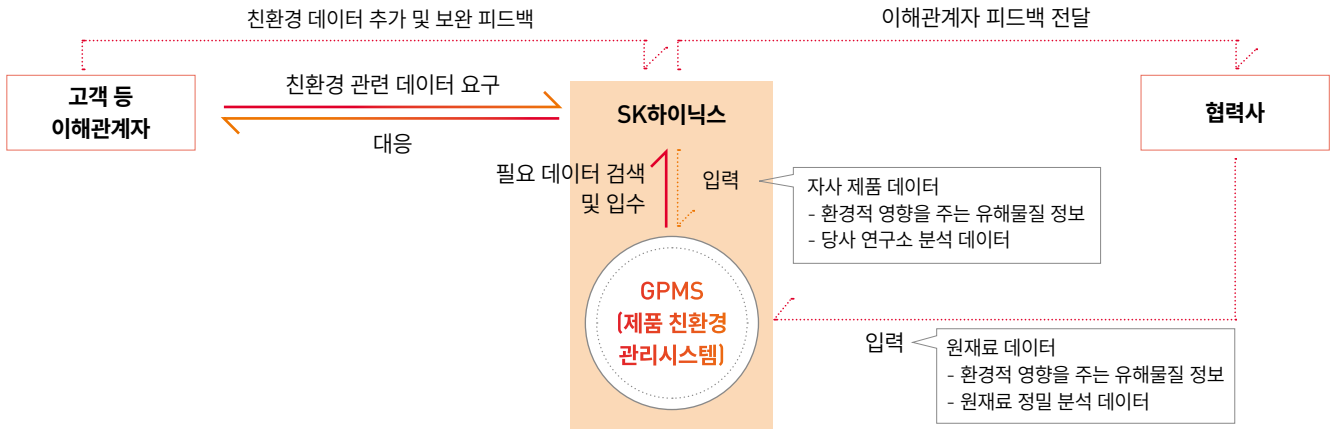 친환경 데이터 추가 및 보완 피드백
이해관계자 피드백 전달
고객 등
이해관계자
친환경 관련 데이터 요구
대응
SK하이닉스
협력사
필요 데이터 검색
및 입수
입력
자사 제품 데이터
- 환경적 영향을 주는 유해물질 정보
- 당사 연구소 분석 데이터
GPMS
(제품 친환경
관리시스템)
입력
원재료 데이터
- 환경적 영향을 주는 유해물질 정보
- 원재료 정밀 분석 데이터